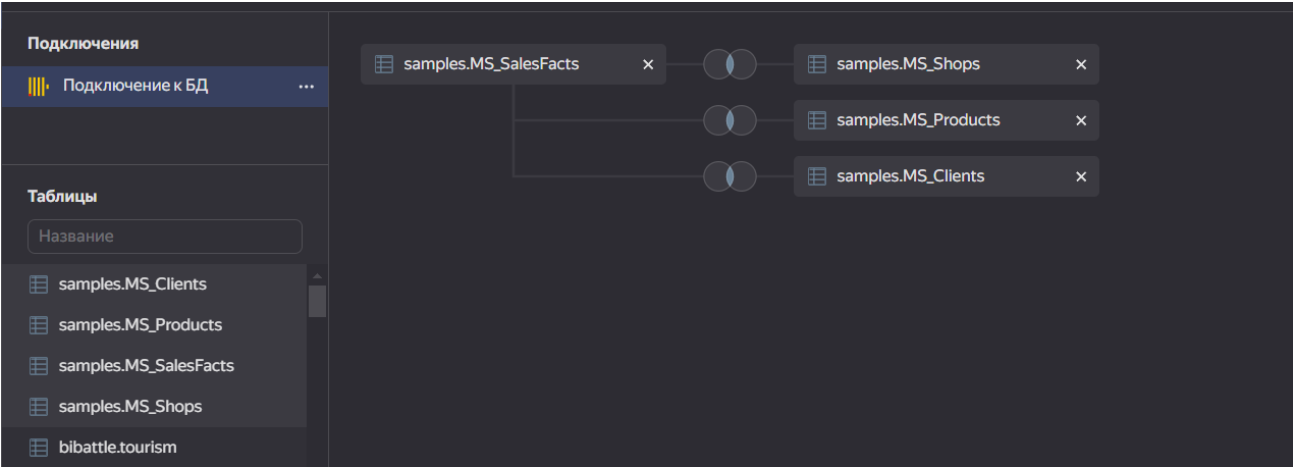 Подключения
Подключение к БД
Таблицы
Название
samples.MS_Clients
samples.MS_Products
samples.MS_SalesFacts
samples.MS_Shops
bibattle.tourism
samples.MS_SalesFacts
samples.MS_Shops
samples.MS_Products
samples.MS_Clients